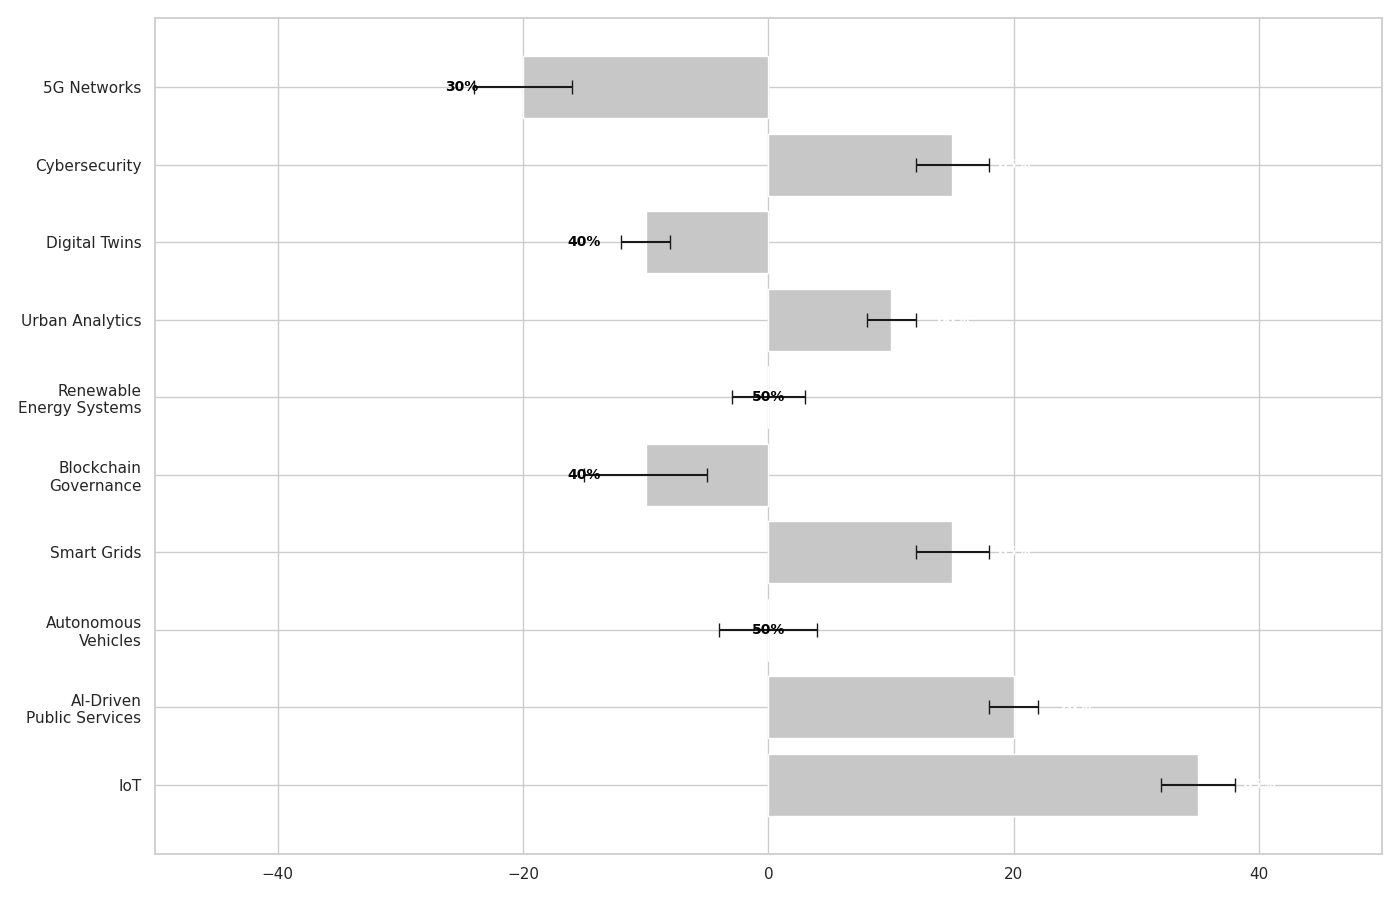 5G Networks
30%
Cybersecurity
Digital Twins
40%
Urban Analytics
Renewable
Energy Systems
50%
Blockchain
Governance
40%
Smart Grids
Autonomous
Vehicles
50%
AI-Driven
Public Services
IoT
−40
−20
0
20
40